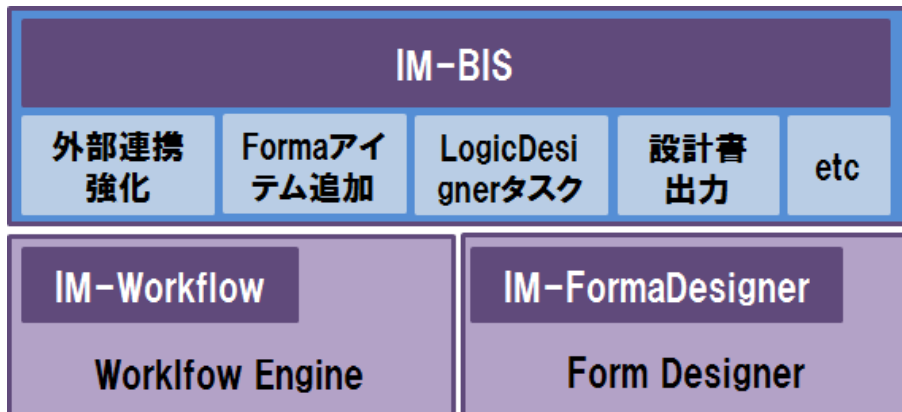 IM-BIS
外部連携
強化
Formaアイ
テム追加
LogicDesi
gnerタスク
設計書
出力
etc
IM-Workflow
Worklfow Engine
IM-FormaDesigner
Form Designer